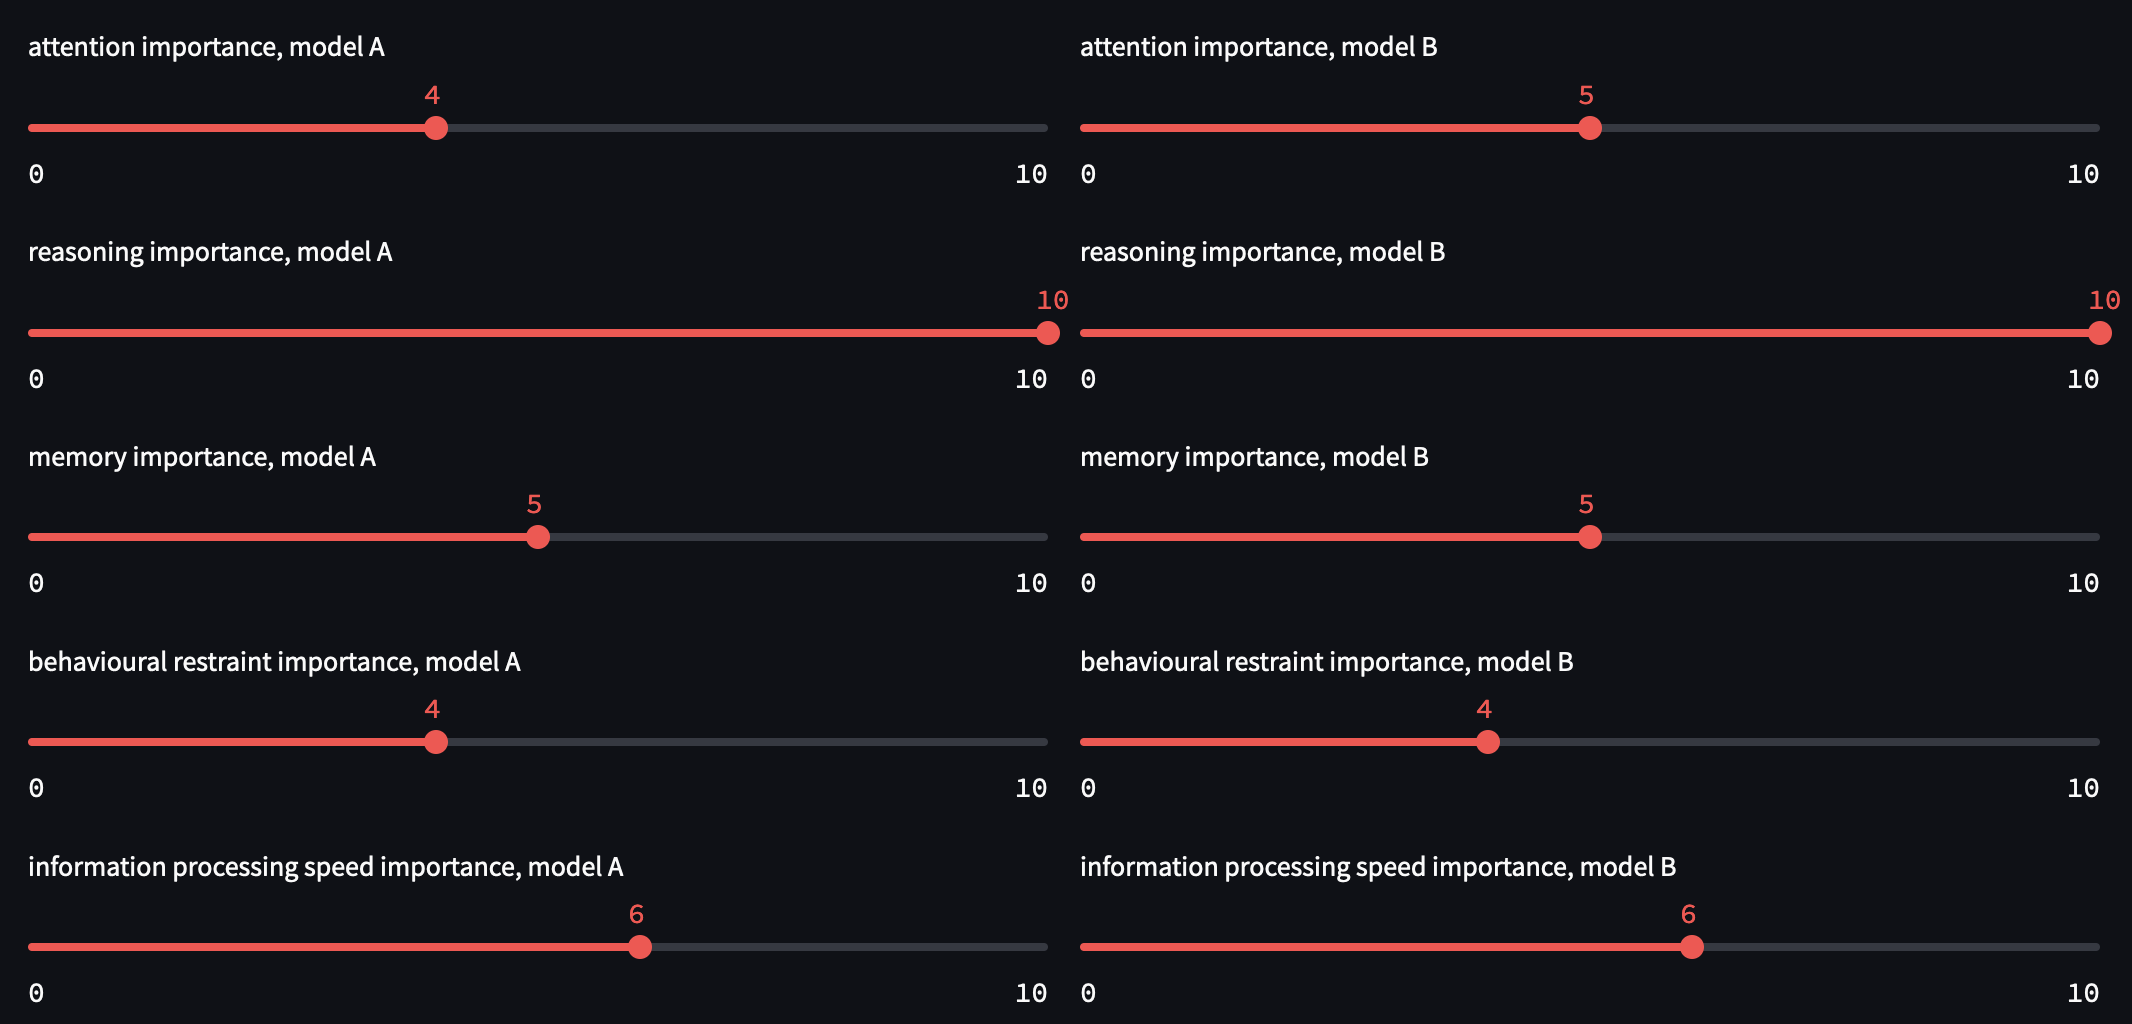 attention importance, model A
4
0 10
attention importance, model B
5
0 10
reasoning importance, model A
10
0 10
reasoning importance, model B
10
0 10
memory importance, model A
5
0 10
memory importance, model B
5
0 10
behavioural restraint importance, model A
4
0 10
behavioural restraint importance, model B
4
0 10
information processing speed importance, model A
6
0 10
information processing speed importance, model B
6
0 10